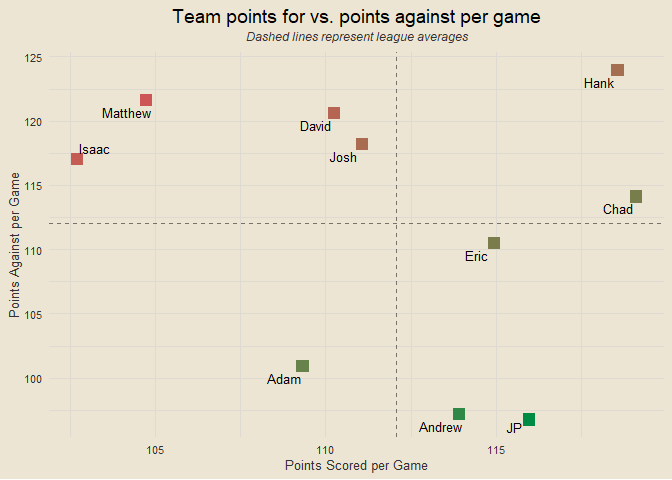 Team points for vs. points against per game
Dashed lines represent league averages
125
Hank
Matthew
120
David
Isaac
Josh
115
Chad
110
Eric
105
100
Adam
Andrew
JP
Points Against per Game
105
110
115
Points Scored per Game